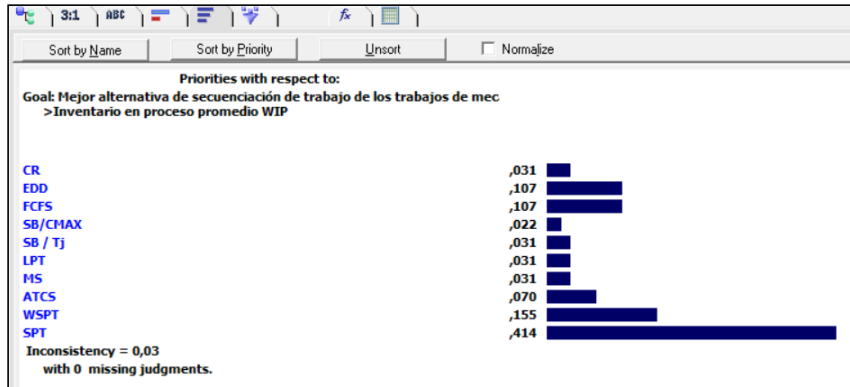 3:1 ABC fx
Sort by Name Sort by Priority Unsort Normalize
Priorities with respect to:
Goal: Mejor alternativa de secuenciación de trabajo de los trabajos de mec
>Inventario en proceso promedio WIP
CR ,031
EDD ,107
FCFS ,107
SB/CMAX ,022
SB / Tj ,031
LPT ,031
MS ,031
ATCS ,070
WSPT ,155
SPT ,414
Inconsistency = 0,03
with 0 missing judgments.